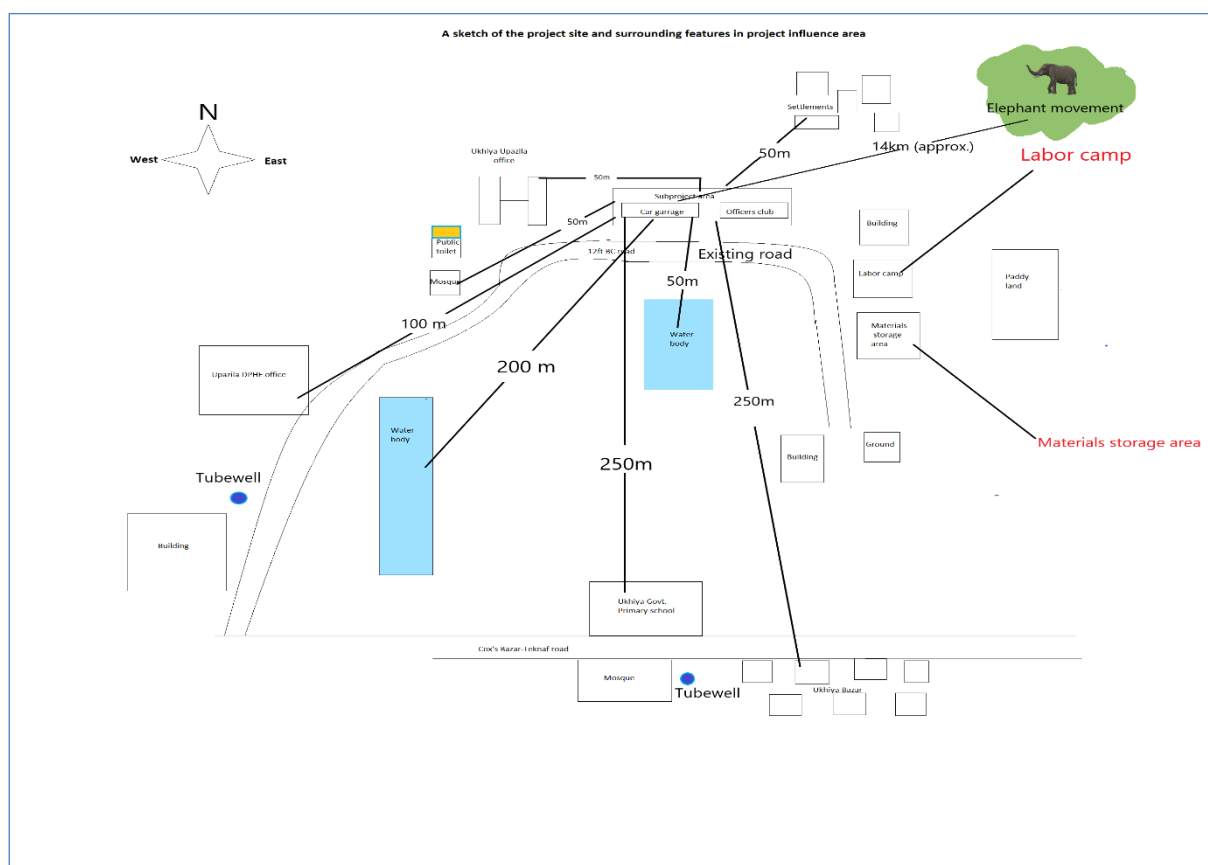 A sketch of the project site and surrounding features in project influence area
N
West
East
Elephant movement
Settlements
14km (approx.)
Labor camp
50m
Ukhiya Upazila
office
50m
Subproject area
Car gurrage
Officers club
50m
Public
toilet
Mosque
12ft BC road
Existing road
Building
Labor camp
Paddy
land
50m
100 m
Water
body
Materials
storage
area
Upazila DPHE office
200 m
250m
Water
body
250m
Building
Ground
Materials storage area
Tubewell
Building
Ukhiya Govt.
Primary school
Cox's Bazar-Teknaf road
Mosque
Tubewell
Ukhiya Bazar